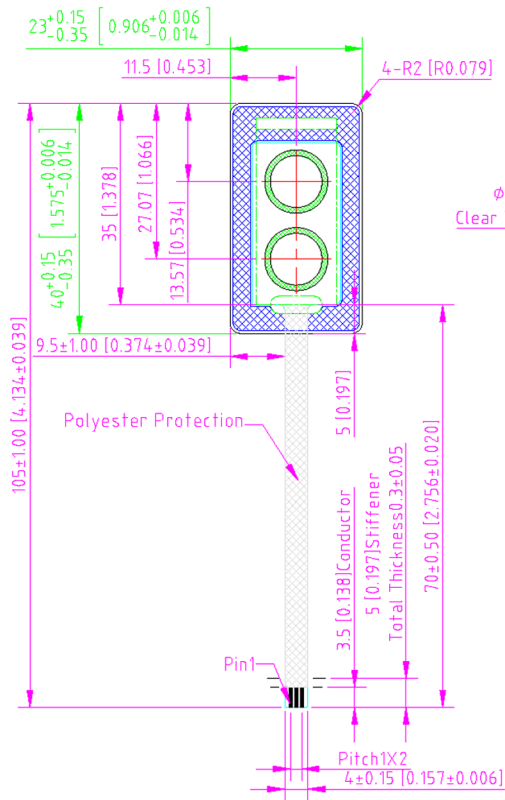 23+0.15 -0.35 [0.906+0.006 -0.014]
11.5 [0.453]
4-R2 [R0.079]
40+0.15 -0.35 [1.575+0.006 -0.014]
35 [1.378]
27.07 [1.066]
13.57 [0.534]
Ø
Clear
9.5±1.00 [0.374±0.039]
105±1.00 [4.134±0.039]
5 [0.197]
Polyester Protection
3.5 [0.138]Conductor
5 [0.197]Stiffener
Total Thickness0.3±0.05
70±0.50 [2.756±0.020]
Pin1
Pitch1X2
4±0.15 [0.157±0.006]